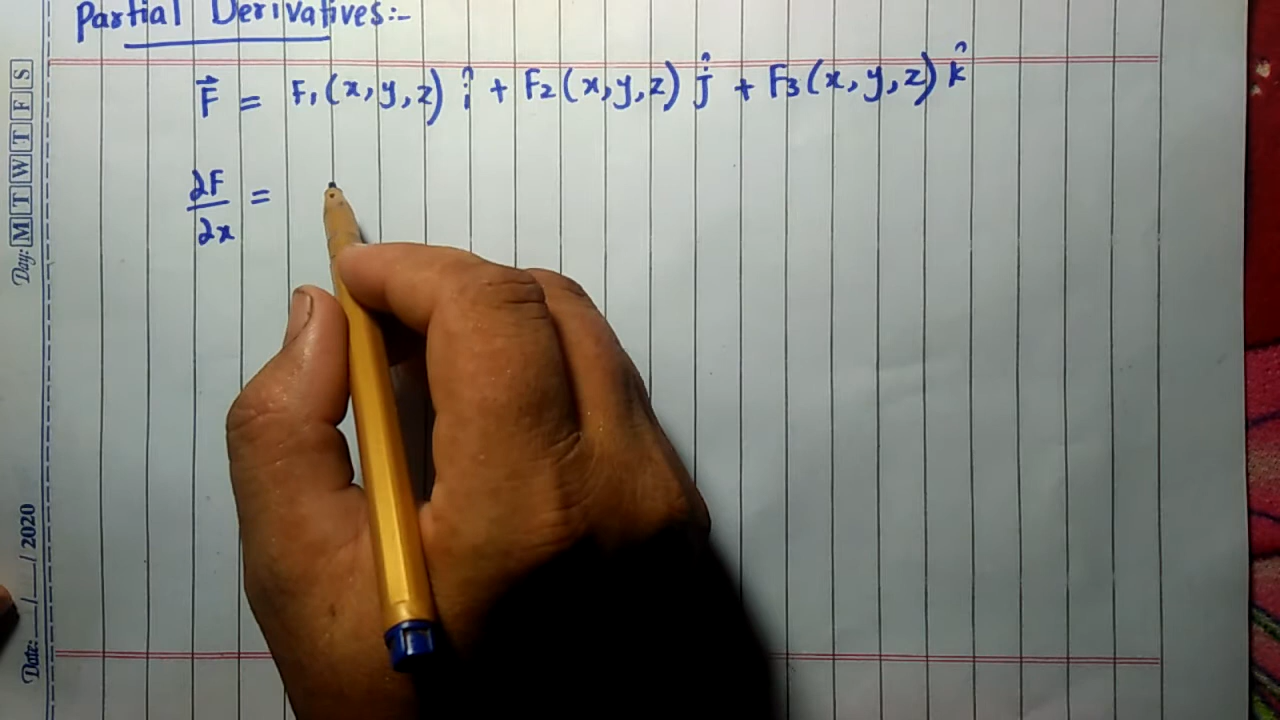 Partial Derivatives:-
F⃗ = F₁(x,y,z) î + F₂(x,y,z) ĵ + F₃(x,y,z) k̂
∂F/∂x =
Day: M T W T F S
Date: __/__/2020